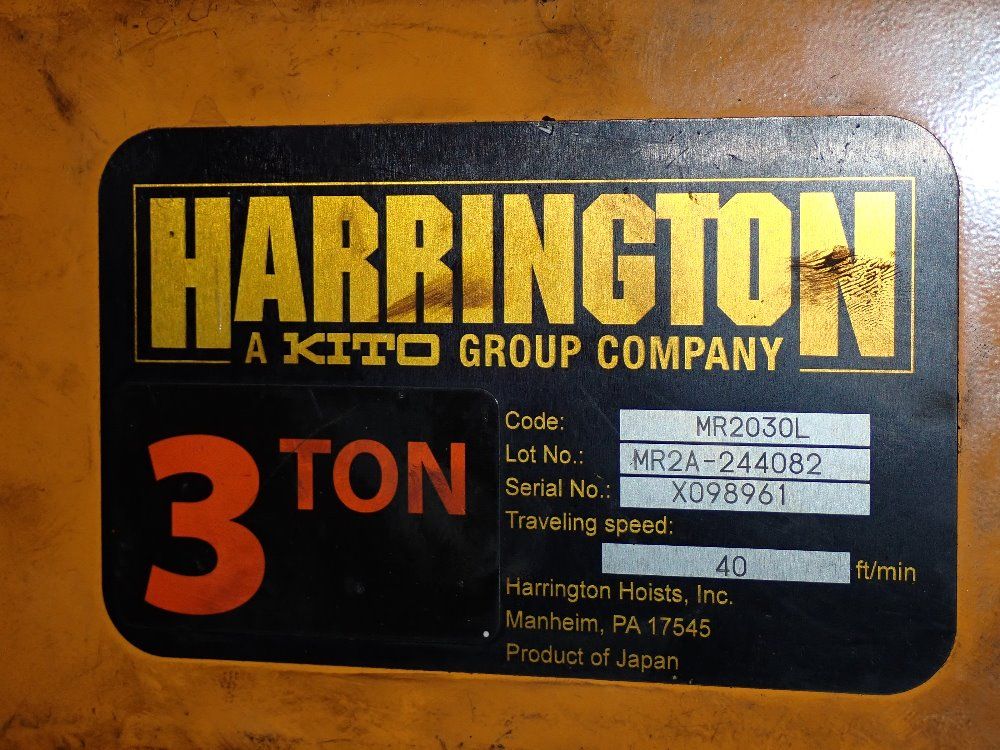 HARRINGTON
A KITO GROUP COMPANY
3 TON
Code: MR2030L
Lot No.: MR2A-244082
Serial No.: X098961
Traveling speed:
40 ft/min
Harrington Hoists, Inc.
Manheim, PA 17545
Product of Japan